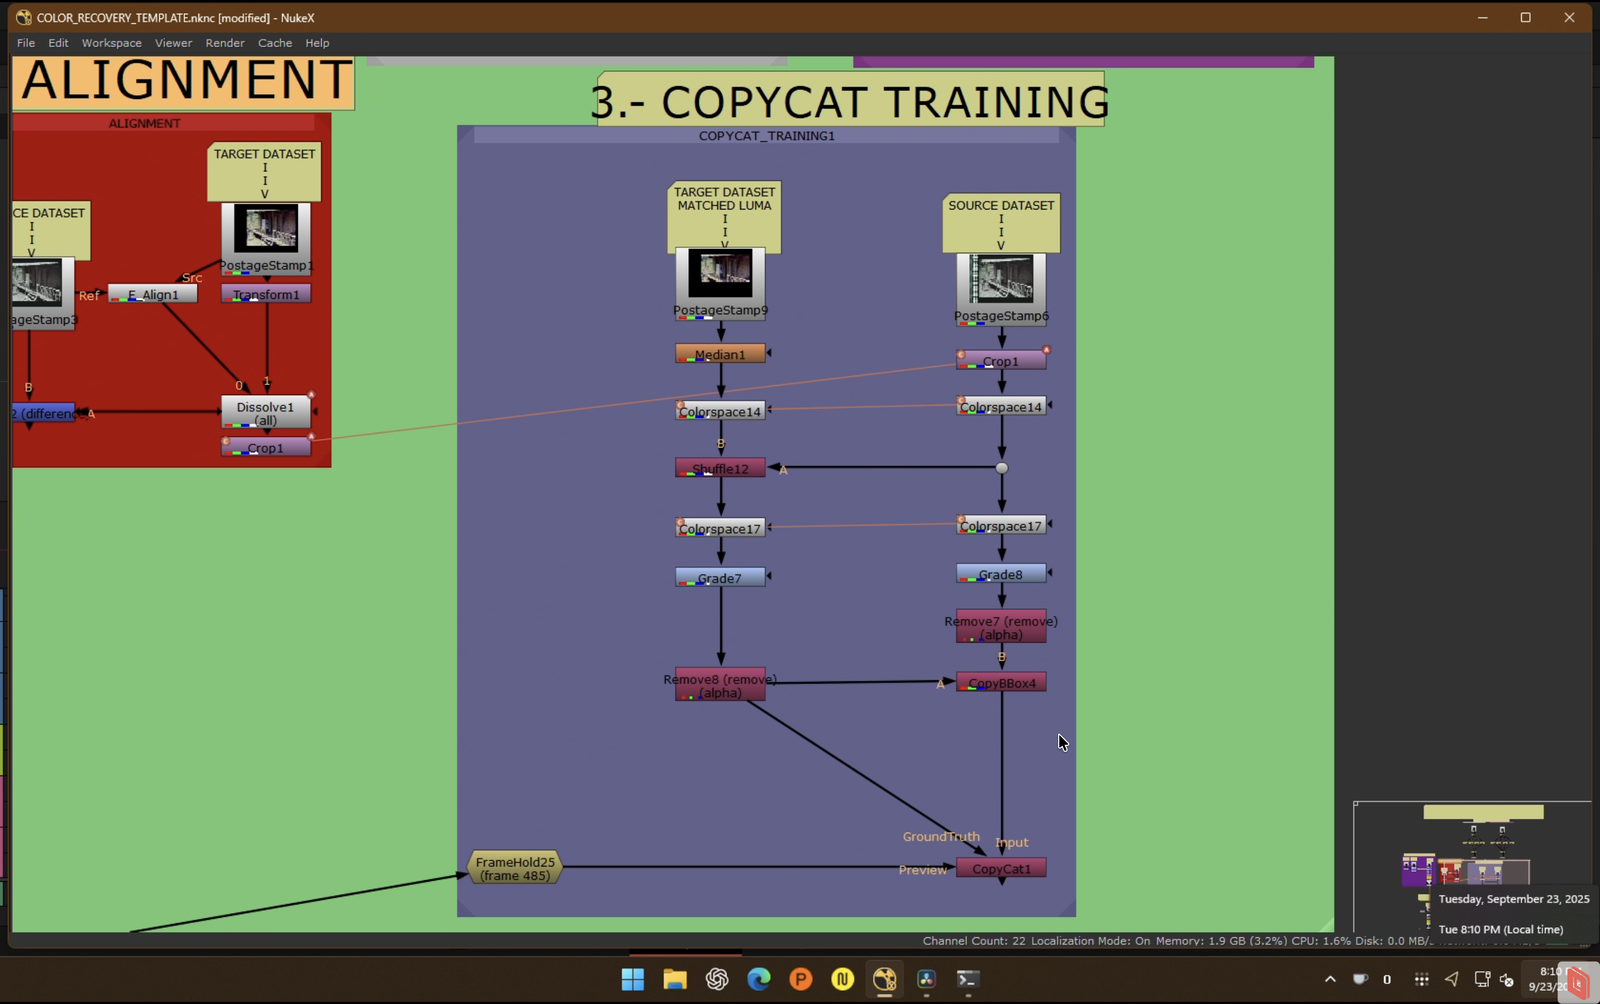 COLOR_RECOVERY_TEMPLATE.nknc [modified] - NukeX
File Edit Workspace Viewer Render Cache Help
ALIGNMENT
3.- COPYCAT TRAINING
ALIGNMENT
COPYCAT_TRAINING1
TARGET DATASET
I
I
V
CE DATASET
I
I
V
PostageStamp1
Src
Ref
F_Align1
Transform1
ageStamp3
B
0
1
2 (difference
A
Dissolve1
(all)
Crop1
TARGET DATASET
MATCHED LUMA
I
I
V
SOURCE DATASET
I
I
V
PostageStamp9
PostageStamp6
Median1
Crop1
Colorspace14
Colorspace14
B
Shuffle12
A
Colorspace17
Colorspace17
Grade7
Grade8
Remove7 (remove)
(alpha)
B
Remove8 (remove)
(alpha)
A
CopyBBox4
GroundTruth
Input
FrameHold25
(frame 485)
Preview
CopyCat1
Tuesday, September 23, 2025
Tue 8:10 PM (Local time)
Channel Count: 22 Localization Mode: On Memory: 1.9 GB (3.2%) CPU: 1.6% Disk: 0.0 MB/
8:10
9/23/20